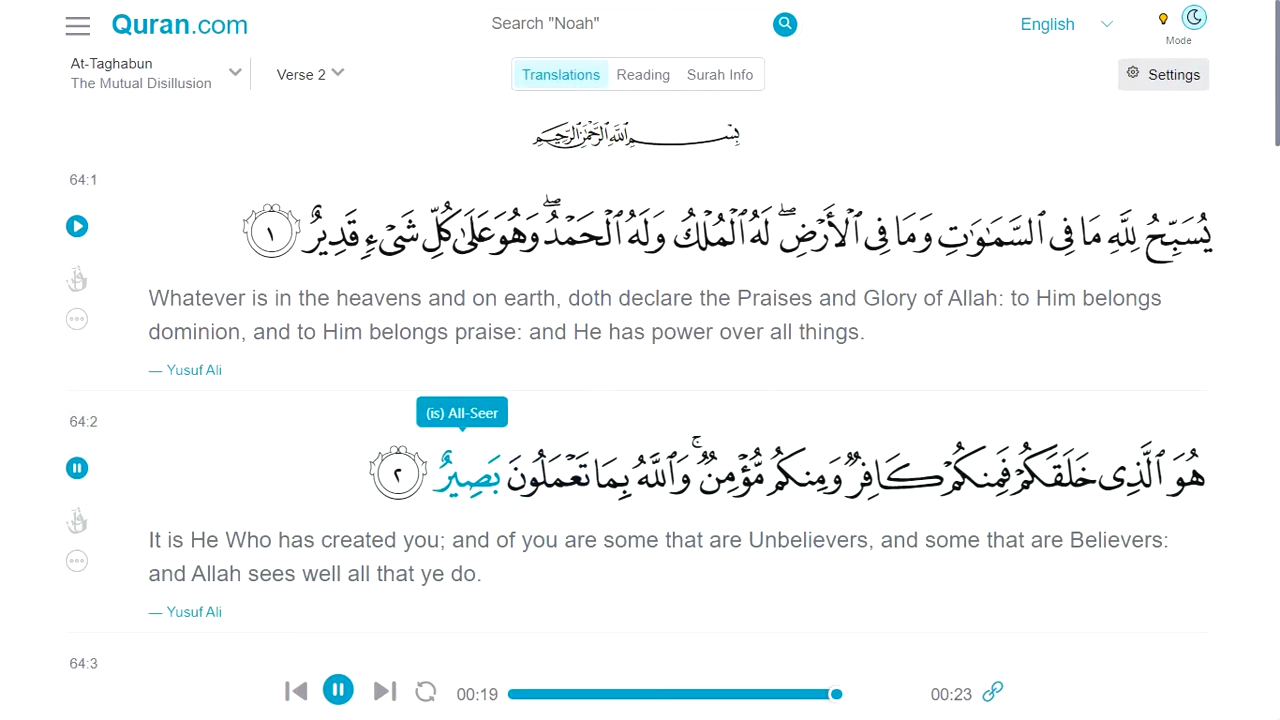 Quran.com
Search "Noah"
English
Mode
At-Taghabun
The Mutual Disillusion
Verse 2
Translations Reading Surah Info
Settings
بِسْمِ ٱللَّهِ ٱلرَّحْمَٰنِ ٱلرَّحِيمِ
64:1
يُسَبِّحُ لِلَّهِ مَا فِى ٱلسَّمَٰوَٰتِ وَمَا فِى ٱلْأَرْضِ ۖ لَهُ ٱلْمُلْكُ وَلَهُ ٱلْحَمْدُ ۖ وَهُوَ عَلَىٰ كُلِّ شَىْءٍ قَدِيرٌ ١
Whatever is in the heavens and on earth, doth declare the Praises and Glory of Allah: to Him belongs
dominion, and to Him belongs praise: and He has power over all things.
— Yusuf Ali
64:2
(is) All-Seer
هُوَ ٱلَّذِى خَلَقَكُمْ فَمِنكُمْ كَافِرٌ وَمِنكُم مُّؤْمِنٌ ۚ وَٱللَّهُ بِمَا تَعْمَلُونَ بَصِيرٌ ٢
It is He Who has created you; and of you are some that are Unbelievers, and some that are Believers:
and Allah sees well all that ye do.
— Yusuf Ali
64:3
00:19 00:23